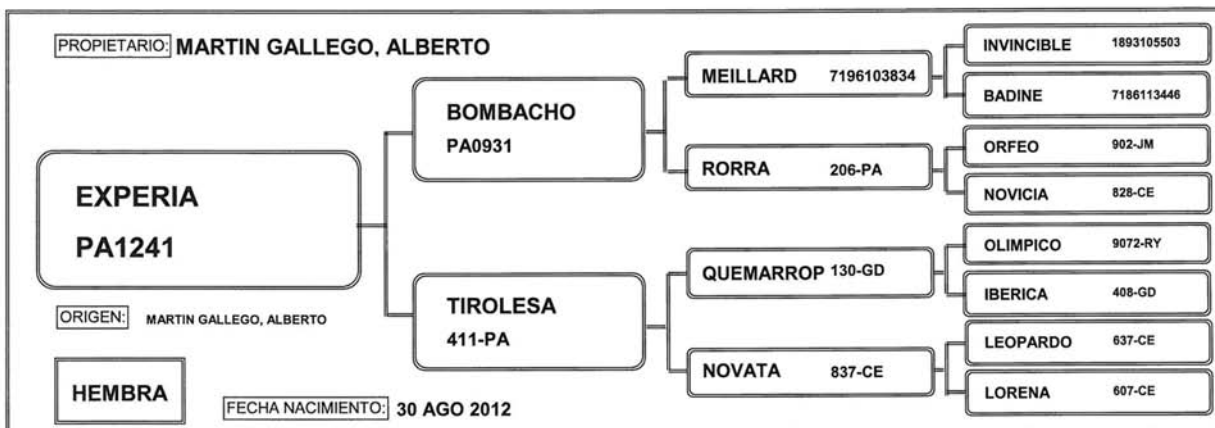 PROPIETARIO: MARTIN GALLEGO, ALBERTO
EXPERIA
PA1241
ORIGEN: MARTIN GALLEGO, ALBERTO
HEMBRA
FECHA NACIMIENTO: 30 AGO 2012
BOMBACHO
PA0931
TIROLESA
411-PA
MEILLARD 7196103834
RORRA 206-PA
QUEMARROP 130-GD
NOVATA 837-CE
INVINCIBLE 1893105503
BADINE 7186113446
ORFEO 902-JM
NOVICIA 828-CE
OLIMPICO 9072-RY
IBERICA 408-GD
LEOPARDO 637-CE
LORENA 607-CE